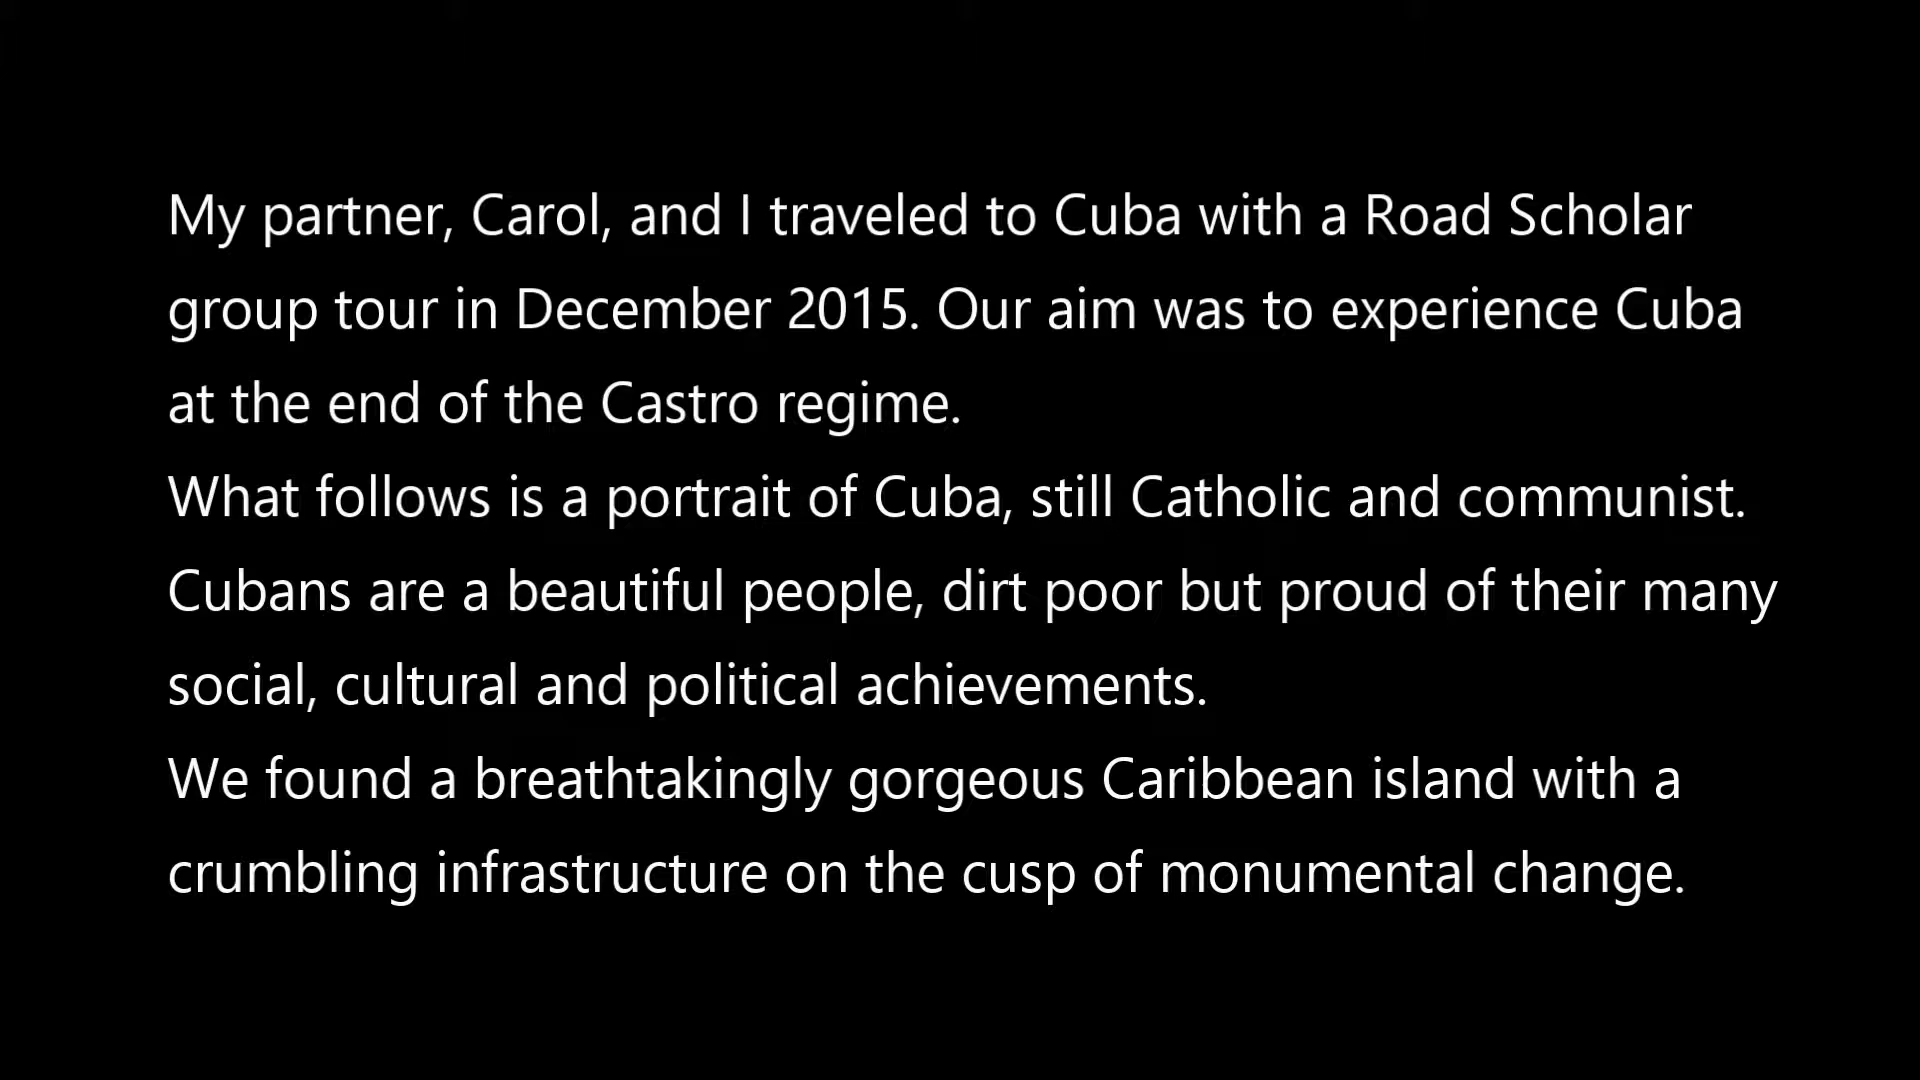 My partner, Carol, and I traveled to Cuba with a Road Scholar
group tour in December 2015. Our aim was to experience Cuba
at the end of the Castro regime.
What follows is a portrait of Cuba, still Catholic and communist.
Cubans are a beautiful people, dirt poor but proud of their many
social, cultural and political achievements.
We found a breathtakingly gorgeous Caribbean island with a
crumbling infrastructure on the cusp of monumental change.